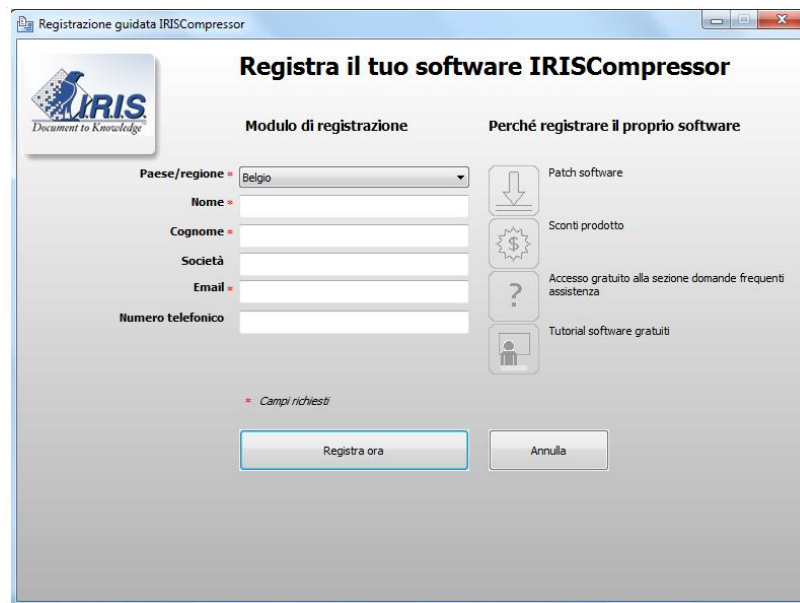 Registrazione guidata IRISCompressor
I.R.I.S.
Document to Knowledge
Registra il tuo software IRISCompressor
Modulo di registrazione
Perché registrare il proprio software
Paese/regione *
Belgio
Nome *
Cognome *
Società
Email *
Numero telefonico
Patch software
$
Sconti prodotto
?
Accesso gratuito alla sezione domande frequenti
assistenza
Tutorial software gratuiti
* Campi richiesti
Registra ora
Annulla